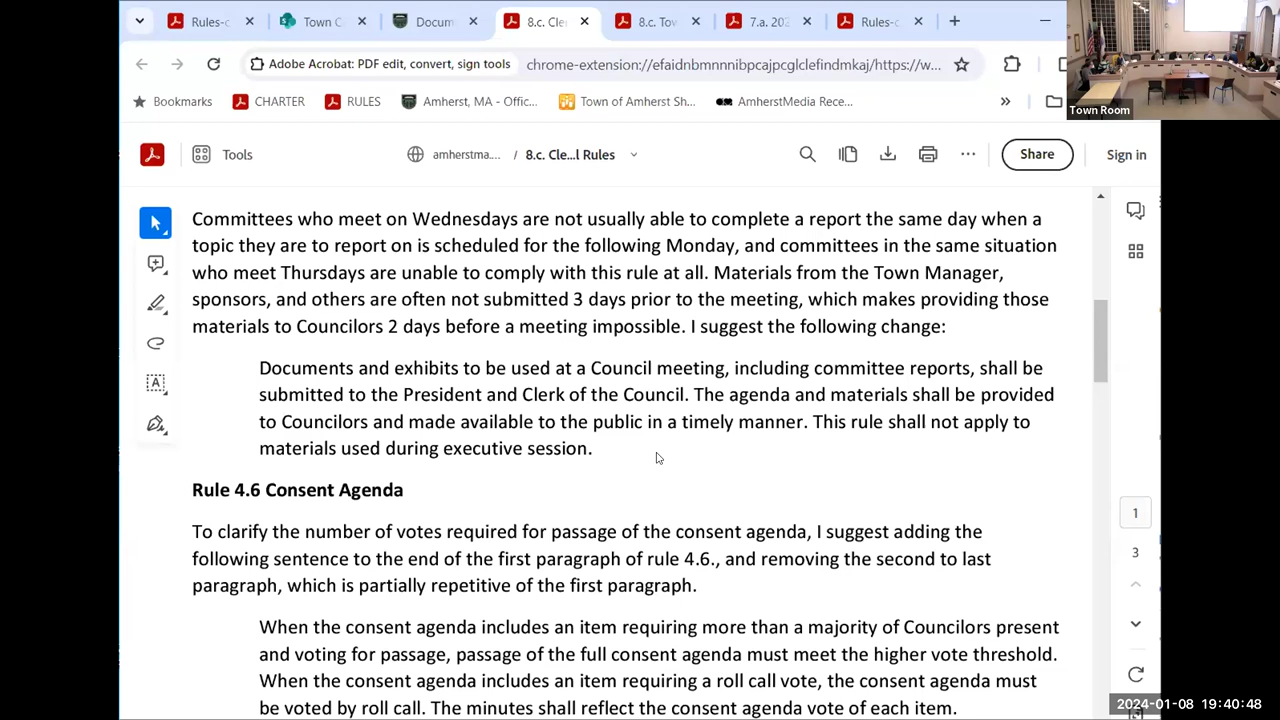 Rules-c
Town C
Docum
8.c. Cle
8.c. Tov
7.a. 202
Rules-c
Adobe Acrobat: PDF edit, convert, sign tools
chrome-extension://efaidnbmnnnibpcajpcglclefindmkaj/https://w...
Bookmarks
CHARTER
RULES
Amherst, MA - Offic...
Town of Amherst Sh...
AmherstMedia Rece...
»
Town Room
Tools
amherstma....
/ 8.c. Cle...l Rules
Share
Sign in
Committees who meet on Wednesdays are not usually able to complete a report the same day when a
topic they are to report on is scheduled for the following Monday, and committees in the same situation
who meet Thursdays are unable to comply with this rule at all. Materials from the Town Manager,
sponsors, and others are often not submitted 3 days prior to the meeting, which makes providing those
materials to Councilors 2 days before a meeting impossible. I suggest the following change:
Documents and exhibits to be used at a Council meeting, including committee reports, shall be
submitted to the President and Clerk of the Council. The agenda and materials shall be provided
to Councilors and made available to the public in a timely manner. This rule shall not apply to
materials used during executive session.
Rule 4.6 Consent Agenda
To clarify the number of votes required for passage of the consent agenda, I suggest adding the
following sentence to the end of the first paragraph of rule 4.6., and removing the second to last
paragraph, which is partially repetitive of the first paragraph.
When the consent agenda includes an item requiring more than a majority of Councilors present
and voting for passage, passage of the full consent agenda must meet the higher vote threshold.
When the consent agenda includes an item requiring a roll call vote, the consent agenda must
be voted by roll call. The minutes shall reflect the consent agenda vote of each item.
1
3
2024-01-08 19:40:48